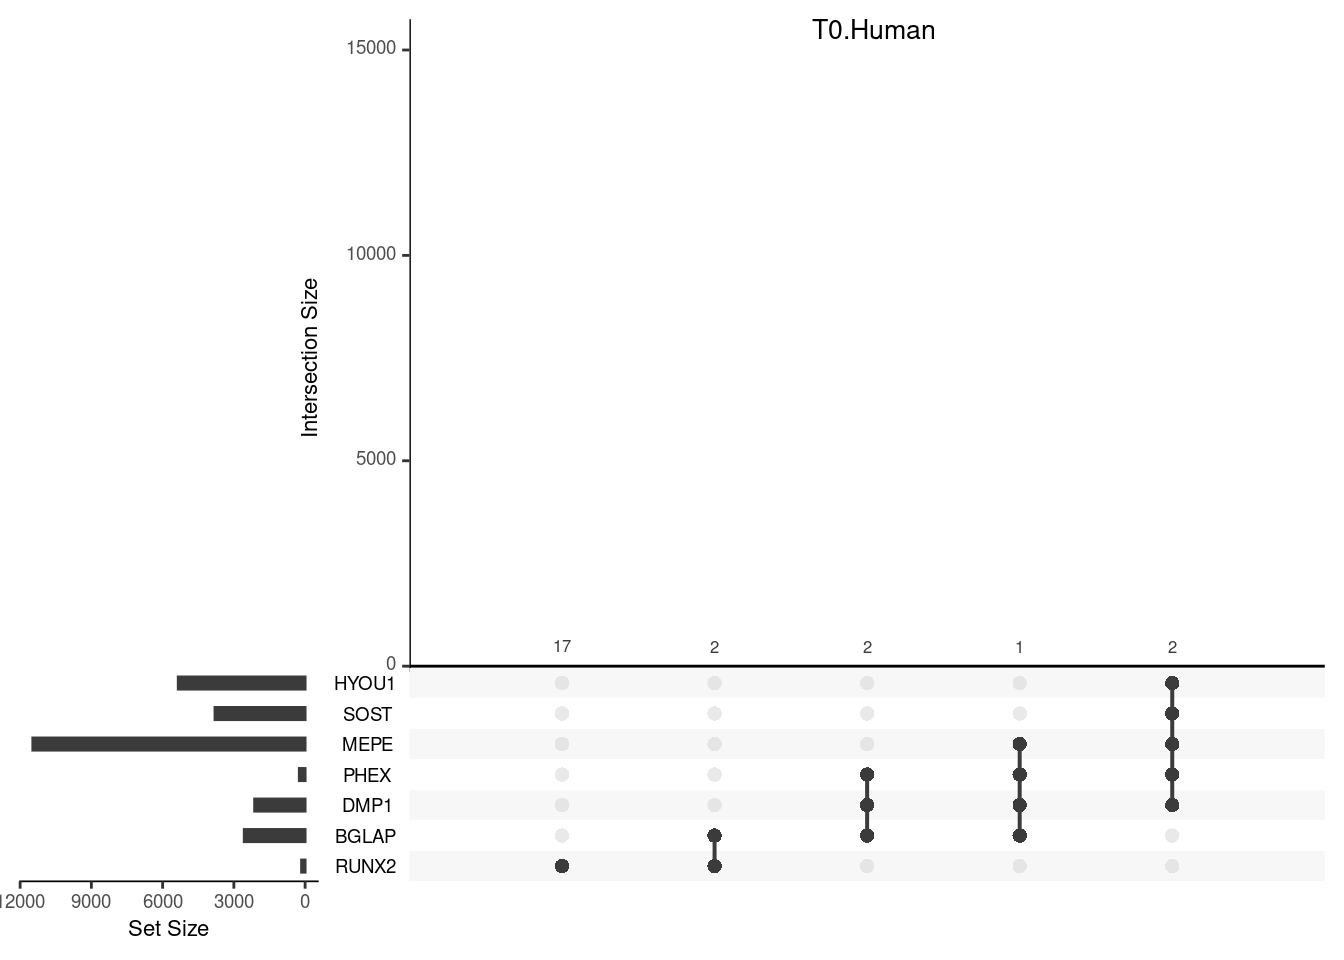 T0.Human
15000
10000
5000
0
Intersection Size
17 2 2 1 2
HYOU1
SOST
MEPE
PHEX
DMP1
BGLAP
RUNX2
12000 9000 6000 3000 0
Set Size